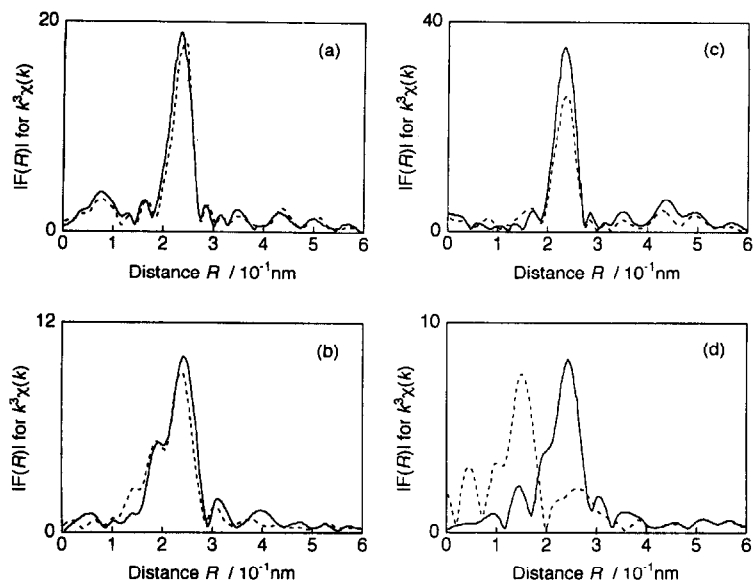 20
(a)
|F(R)| for k³χ(k)
0
0 1 2 3 4 5 6
Distance R / 10⁻¹nm
40
(c)
|F(R)| for k³χ(k)
0
0 1 2 3 4 5 6
Distance R / 10⁻¹nm
12
(b)
|F(R)| for k³χ(k)
0
0 1 2 3 4 5 6
Distance R / 10⁻¹nm
10
(d)
|F(R)| for k³χ(k)
0
0 1 2 3 4 5 6
Distance R / 10⁻¹nm